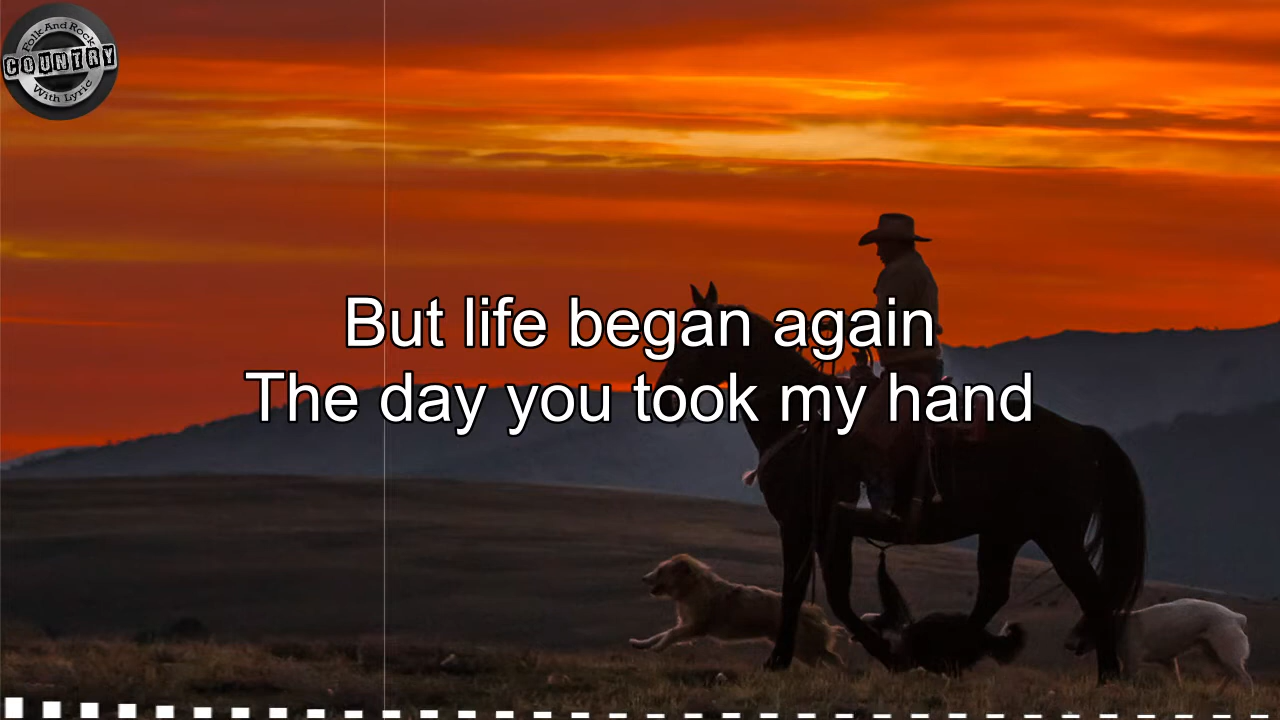 Folk And Rock
COUNTRY
With Lyric
But life began again
The day you took my hand